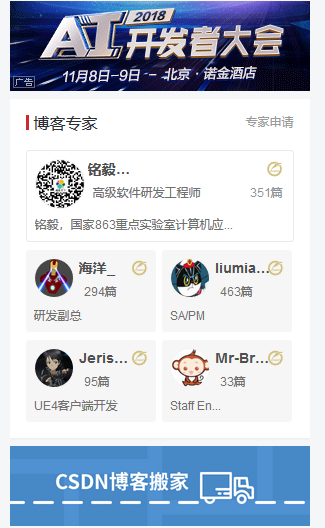 AI 2018 开发者大会
11月8日-9日 - 北京·诺金酒店
广告
博客专家
专家申请
铭毅...
高级软件研发工程师
351篇
铭毅，国家863重点实验室计算机应...
海洋_
294篇
研发副总
liumia...
463篇
SA/PM
Jeris...
95篇
UE4客户端开发
Mr-Br...
33篇
Staff En...
CSDN博客搬家